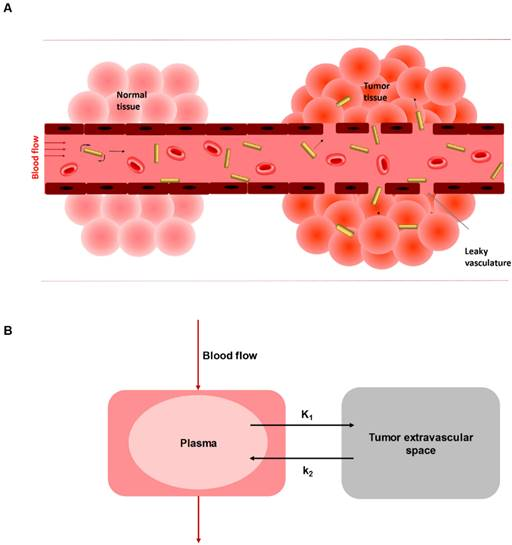 A
Normal
tissue
Tumor
tissue
Blood flow
Leaky
vasculature
B
Blood flow
Plasma
K1
k2
Tumor extravascular
space